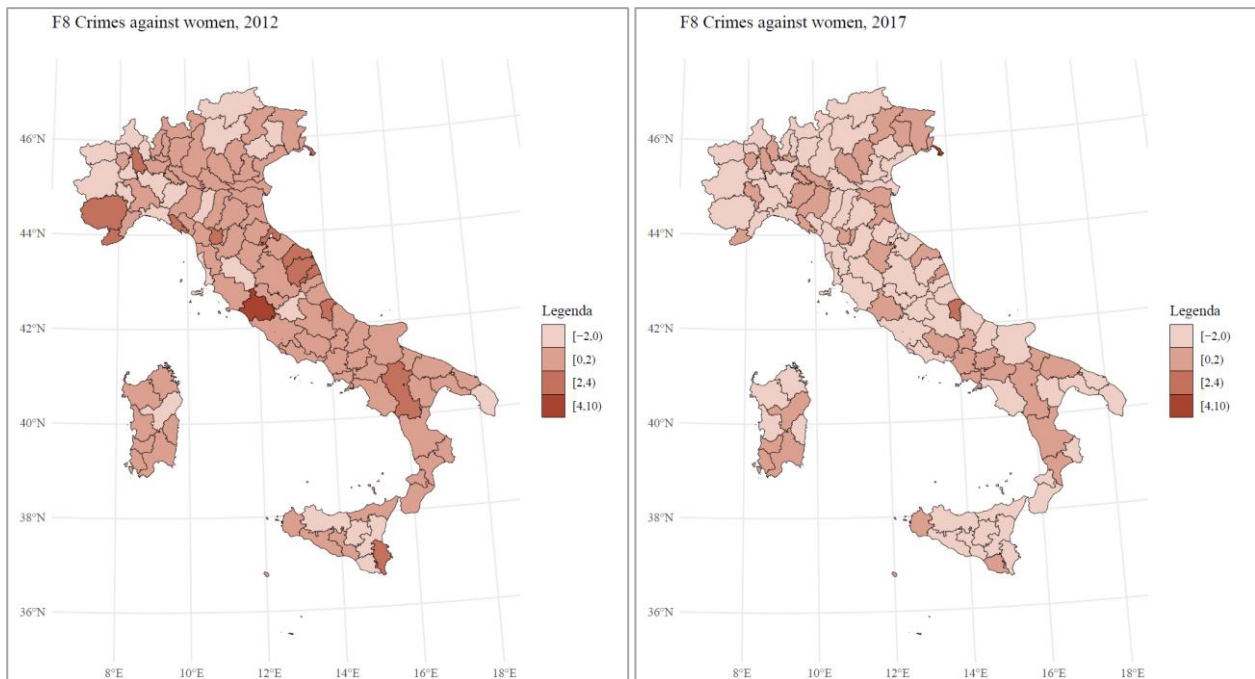 F8 Crimes against women, 2012
46°N
44°N
42°N
40°N
38°N
36°N
8°E
10°E
12°E
14°E
16°E
18°E
Legenda
[−2,0)
[0,2)
[2,4)
[4,10)
F8 Crimes against women, 2017
46°N
44°N
42°N
40°N
38°N
36°N
8°E
10°E
12°E
14°E
16°E
18°E
Legenda
[−2,0)
[0,2)
[2,4)
[4,10)